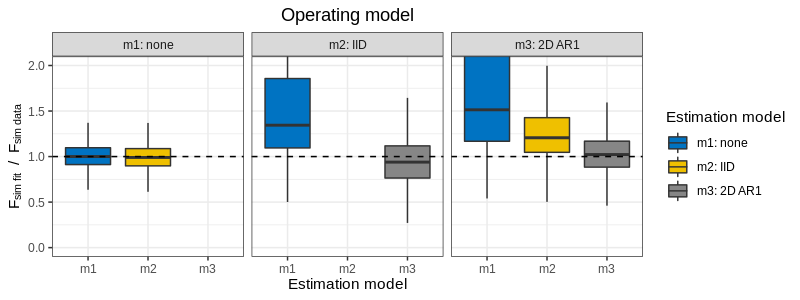 Operating model
m1: none
m2: IID
m3: 2D AR1
2.0
1.5
1.0
0.5
0.0
Fsim fit / Fsim data
m1 m2 m3
m1 m2 m3
m1 m2 m3
Estimation model
Estimation model
m1: none
m2: IID
m3: 2D AR1